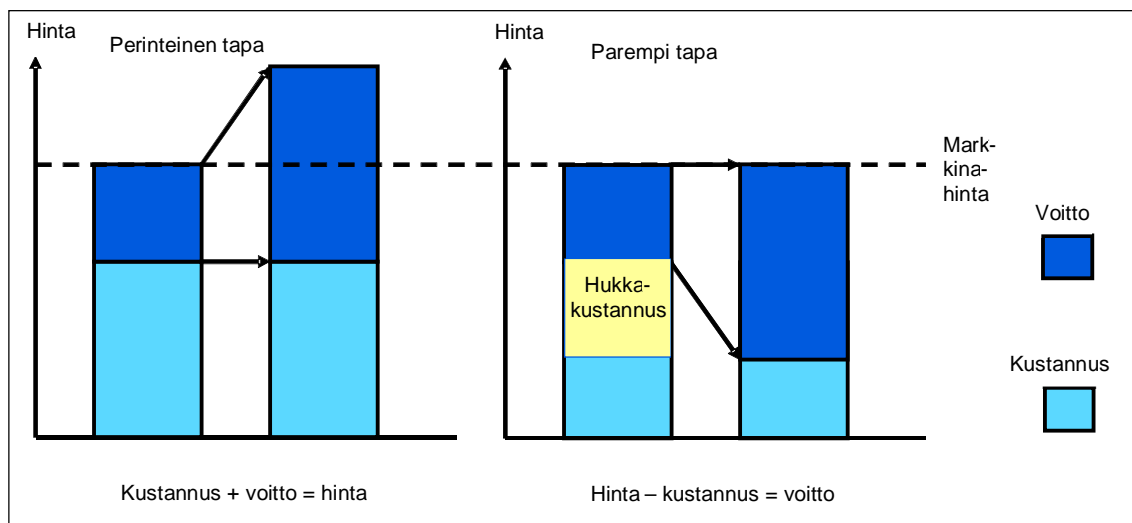 Hinta
Perinteinen tapa
Hinta
Parempi tapa
Mark-
kina-
hinta
Voitto
Hukka-
kustannus
Kustannus
Kustannus + voitto = hinta
Hinta – kustannus = voitto